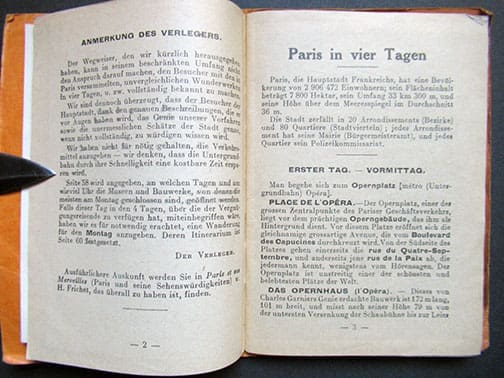 ANMERKUNG DES VERLEGERS.
Der Wegweiser, den wir kürzlich herausgegeben
haben, kann in seinem beschränkten Umfang nicht
den Anspruch darauf machen, den Besucher mit den in
Paris versammelten, unvergleichlichen Wundern
In vier Tagen, u. zw. vollständig bekannt zu machen.
Wir sind dennoch überzeugt, dass der Besucher der
Hauptstadt, dank den genauen Beschreibungen, die er
vor Augen haben wird, das Genie unserer Vorfahren
sowie die unermesslichen Schätze der Stadt genau,
wenn nicht vollständig, zu würdigen wissen wird.
Wir haben nicht für nötig gehalten, die Verkehrs-
mittel anzugeben — wir denken, dass die Untergrund-
bahn durch ihre Schnelligkeit eine kostbare Zeit erspa-
ren wird.
Seite 58 wird angegeben, an welchen Tagen und um
wieviel Uhr die Museen und Bauwerke, von denen die
meisten am Montag geschlossen sind, geöffnet werden.
Falls dieser Tag in den 4 Tagen, über die der Vergnü-
gungsreisende zu verfügen hat, miteinbegriffen wäre,
haben wir es für notwendig erachtet, eine Wanderung
für den Montag anzugeben. Deren Itinerarium ist
Seite 60 festgesetzt.
DER VERLEGER.
Ausführlichere Auskunft werden Sie in Paris et ses
Merveilles (Paris und seine Sehenswürdigkeiten) v.
H. Frichet, das überall zu haben ist, finden.
— 2 —
Paris in vier Tagen
Paris, die Hauptstadt Frankreichs, hat eine Bevöl-
kerung von 2 906 472 Einwohnern; sein Flächeninhalt
beträgt 7 800 Hektar, sein Umfang 33 km 300 m, und
seine Höhe über dem Meeresspiegel im Durchschnitt
36 m.
Die Stadt zerfällt in 20 Arrondissements (Bezirke)
und 80 Quartiere (Stadtviertel); jedes Arrondisse-
ment hat seine Mairie (Bürgermeisteramt), und jedes
Quartier sein Polizeikommissariat.
ERSTER TAG. — VORMITTAG.
Man begebe sich zum Opernplatz [métro (Unter-
grundbahn) Opéra].
PLACE DE L'OPÉRA. — Der Opernplatz, einer der
grossen Zentralpunkte des Pariser Geschäftsverkehrs,
liegt vor dem prächtigen Operngebäude, das ihm als
Hintergrund dient. Vor diesem Platze eröffnet sich die
gleichnamige grossartige Avenue, die vom Boulevard
des Capucines durchkreuzt wird. Von der Südseite des
Platzes gehen einerseits die rue du Quatre-Sep-
tembre, und anderseits jene rue de la Paix ab, die
jedermann kennt, wenigstens vom Hörensagen. Der
Opernplatz ist unstreitig einer der schönsten und
belebtesten Plätze der Welt.
DAS OPERNHAUS (l'Opéra). — Dieses von
Charles Garniers Genie erdachte Bauwerk ist 172 m lang,
101 m breit, und misst nach seiner Höhe 79 m von
der untersten Versenkung der Schaubühne bis zur Leier
— 3 —